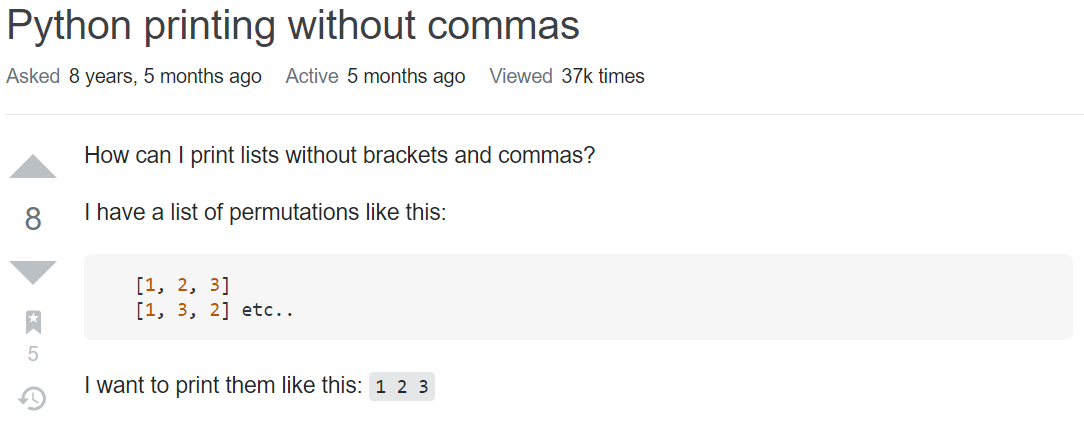 Python printing without commas
Asked 8 years, 5 months ago Active 5 months ago Viewed 37k times
How can I print lists without brackets and commas?
8
I have a list of permutations like this:
[1, 2, 3]
[1, 3, 2] etc..
5
I want to print them like this: 1 2 3